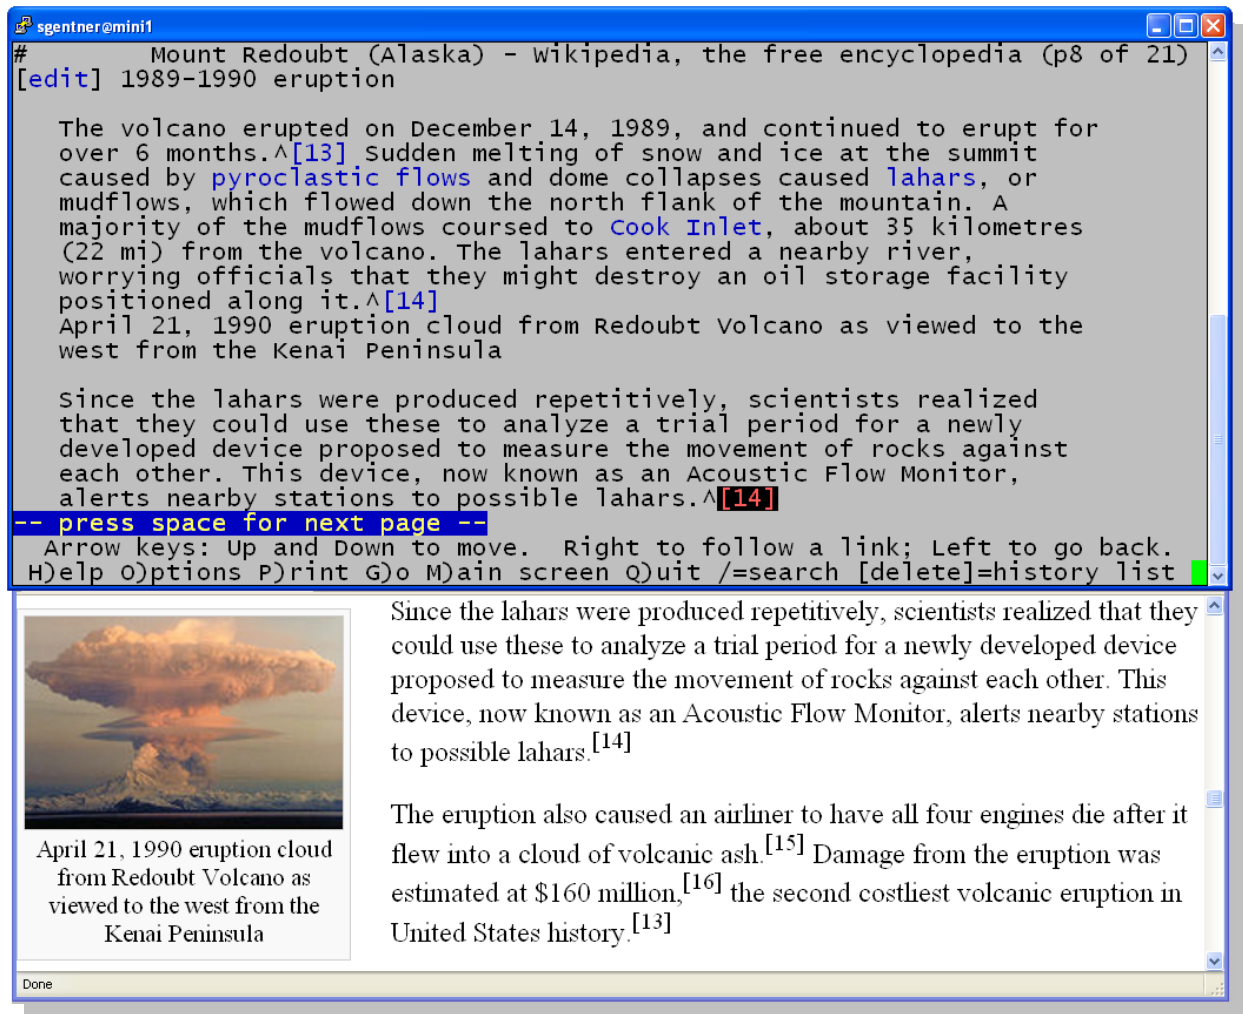 sgentner@mini1
#        Mount Redoubt (Alaska) - Wikipedia, the free encyclopedia (p8 of 21)
[edit] 1989-1990 eruption
The volcano erupted on December 14, 1989, and continued to erupt for
over 6 months.^[13] Sudden melting of snow and ice at the summit
caused by pyroclastic flows and dome collapses caused lahars, or
mudflows, which flowed down the north flank of the mountain. A
majority of the mudflows coursed to Cook Inlet, about 35 kilometres
(22 mi) from the volcano. The lahars entered a nearby river,
worrying officials that they might destroy an oil storage facility
positioned along it.^[14]
April 21, 1990 eruption cloud from Redoubt Volcano as viewed to the
west from the Kenai Peninsula
Since the lahars were produced repetitively, scientists realized
that they could use these to analyze a trial period for a newly
developed device proposed to measure the movement of rocks against
each other. This device, now known as an Acoustic Flow Monitor,
alerts nearby stations to possible lahars.^[14]
-- press space for next page --
Arrow keys: Up and Down to move.  Right to follow a link; Left to go back.
H)elp O)ptions P)rint G)o M)ain screen Q)uit /=search [delete]=history list
Since the lahars were produced repetitively, scientists realized that they
could use these to analyze a trial period for a newly developed device
proposed to measure the movement of rocks against each other. This
device, now known as an Acoustic Flow Monitor, alerts nearby stations
to possible lahars.[14]
The eruption also caused an airliner to have all four engines die after it
flew into a cloud of volcanic ash.[15] Damage from the eruption was
estimated at $160 million,[16] the second costliest volcanic eruption in
United States history.[13]
April 21, 1990 eruption cloud
from Redoubt Volcano as
viewed to the west from the
Kenai Peninsula
Done